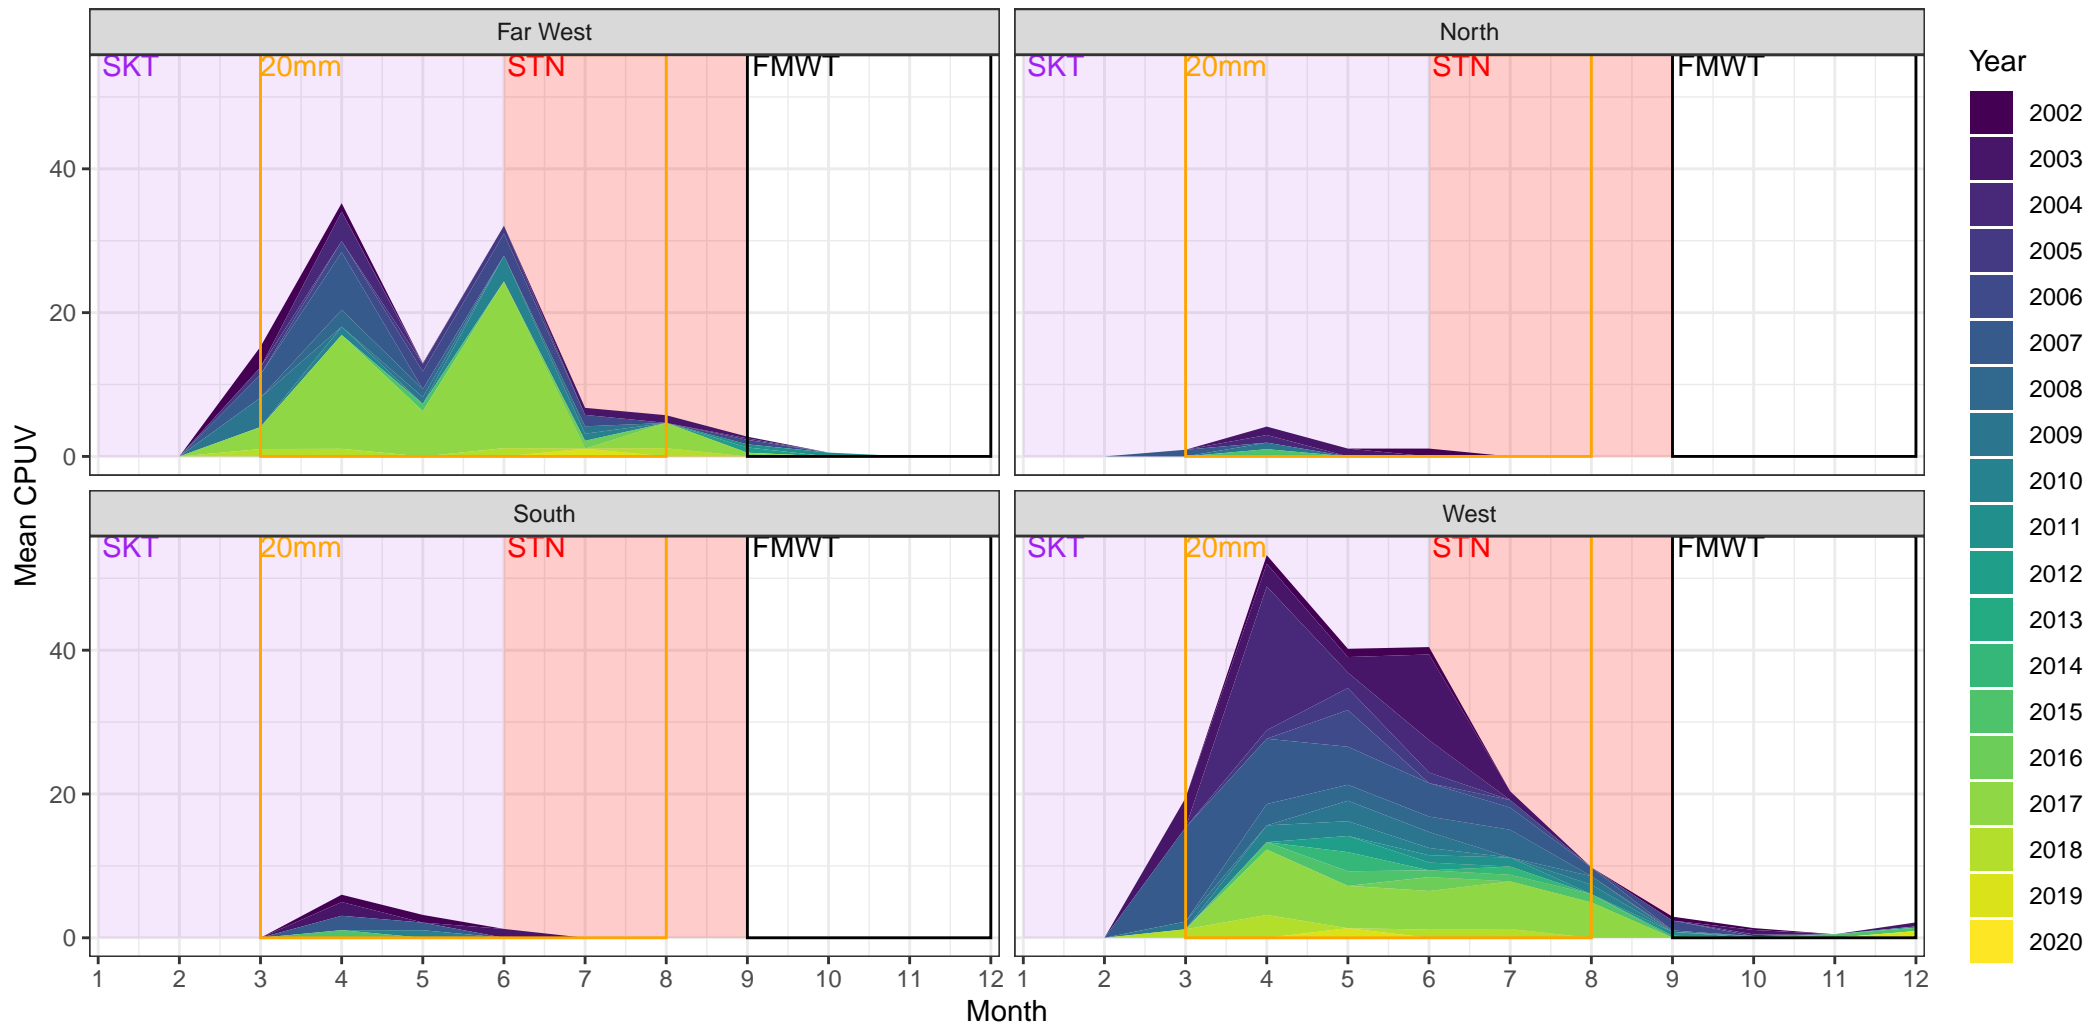 Far West
North
SKT 20mm STN FMWT
SKT 20mm STN FMWT
40
20
0
South
West
SKT 20mm STN FMWT
SKT 20mm STN FMWT
40
20
0
1 2 3 4 5 6 7 8 9 10 11 12
1 2 3 4 5 6 7 8 9 10 11 12
Month
Mean CPUV
Year
2002
2003
2004
2005
2006
2007
2008
2009
2010
2011
2012
2013
2014
2015
2016
2017
2018
2019
2020